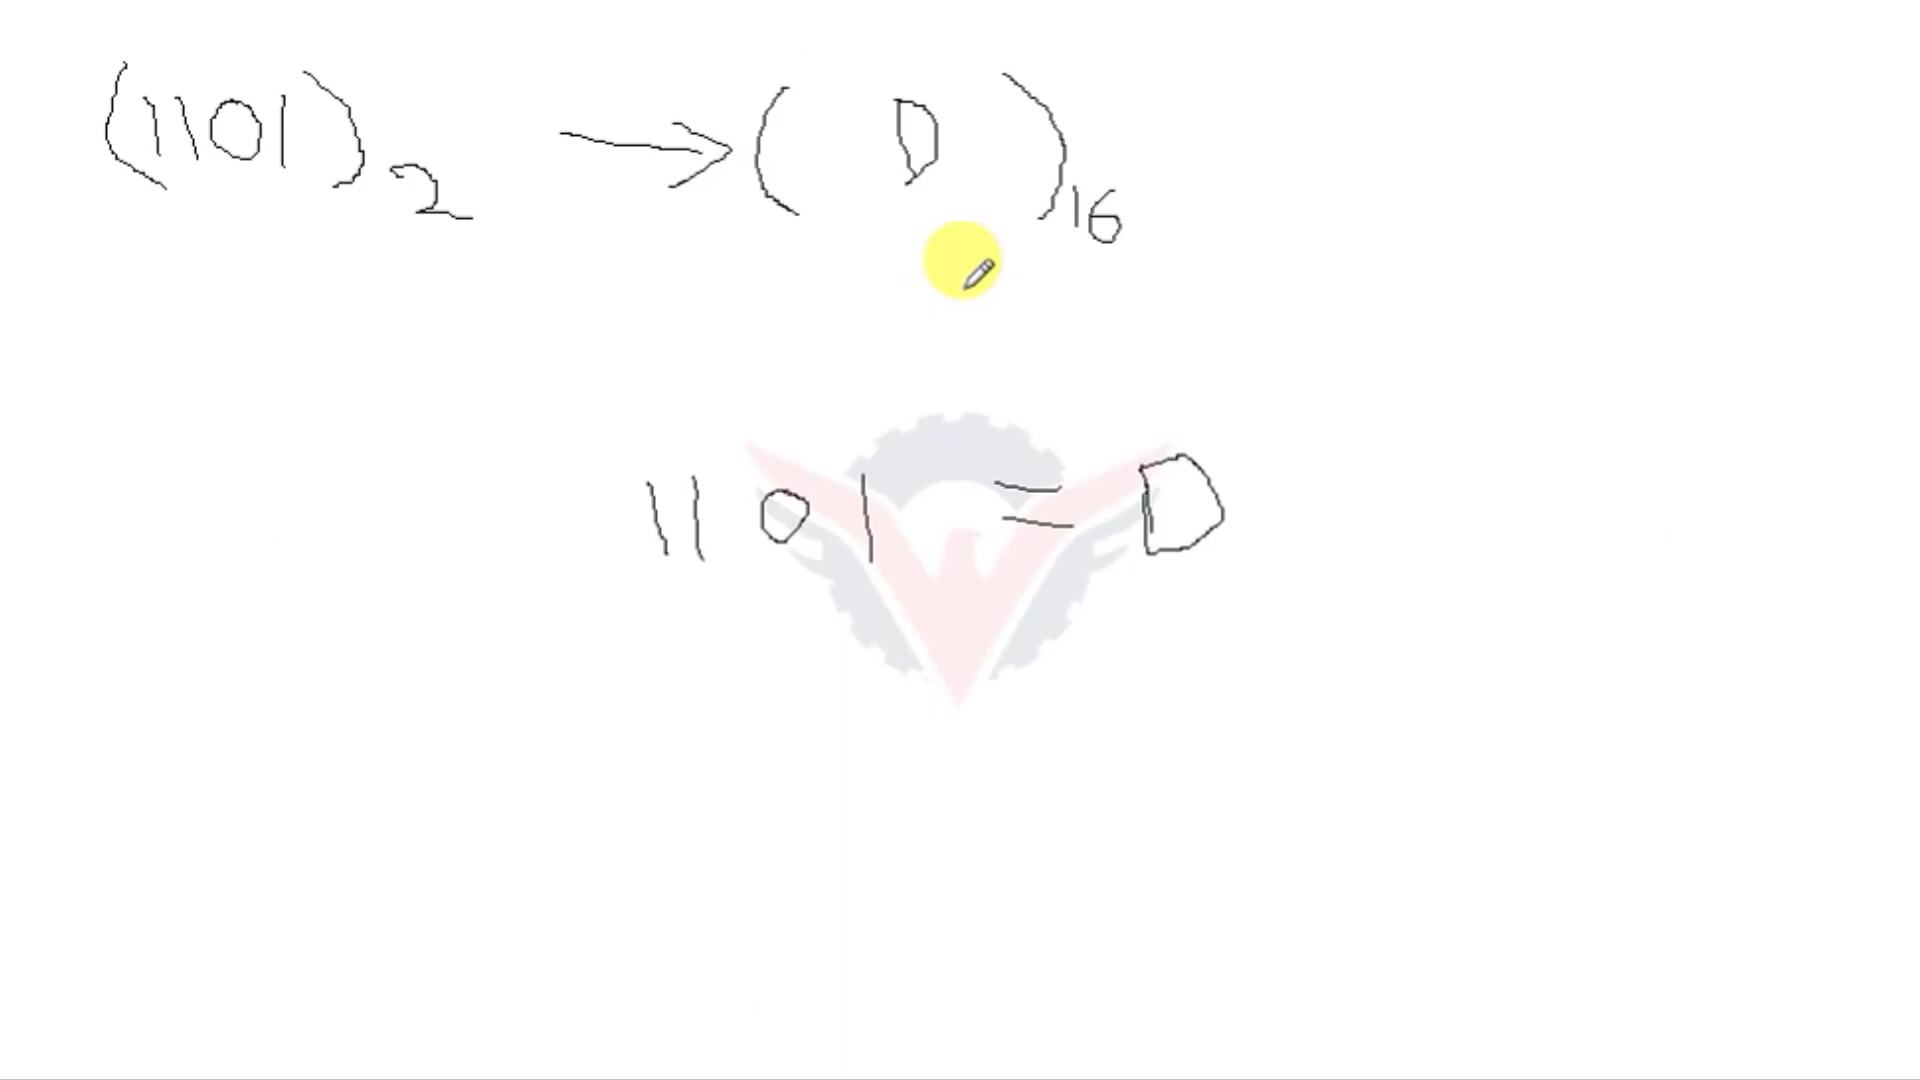 (1101)₂ → ( D )₁₆
1101 = D